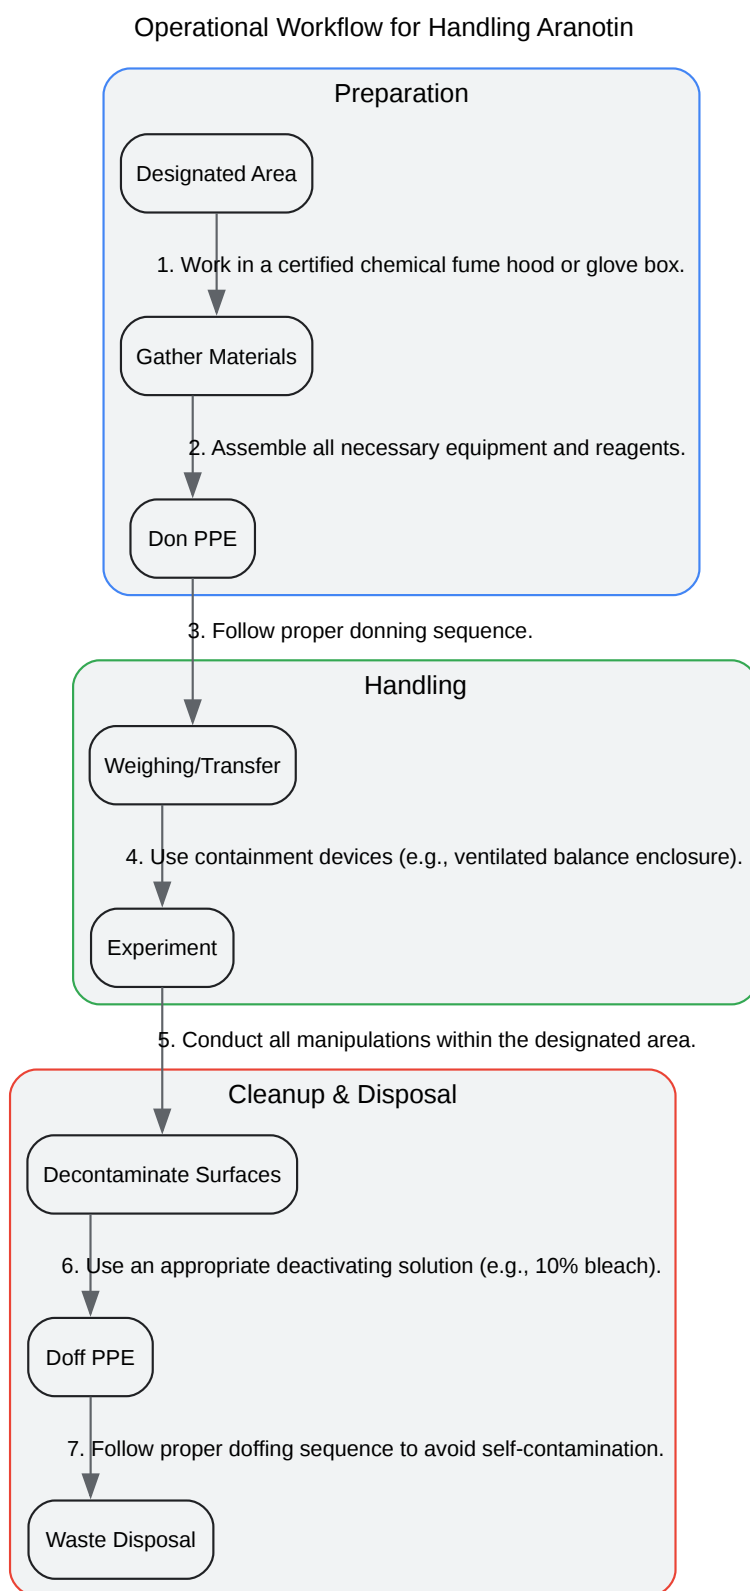 Operational Workflow for Handling Aranotin
Preparation
Designated Area
1. Work in a certified chemical fume hood or glove box.
Gather Materials
2. Assemble all necessary equipment and reagents.
Don PPE
3. Follow proper donning sequence.
Handling
Weighing/Transfer
4. Use containment devices (e.g., ventilated balance enclosure).
Experiment
5. Conduct all manipulations within the designated area.
Cleanup & Disposal
Decontaminate Surfaces
6. Use an appropriate deactivating solution (e.g., 10% bleach).
Doff PPE
7. Follow proper doffing sequence to avoid self-contamination.
Waste Disposal